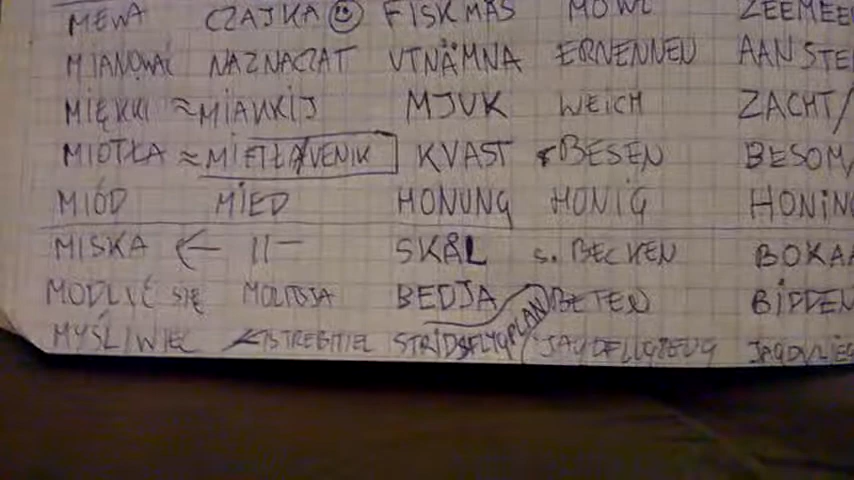 MEWA CZAJKA FISKMÅS MÖWE ZEEMEE
MIANOWAĆ NAZNACZAT UTNÄMNA ERNENNEN AANSTE
MIĘKKI ≈MIAHKIJ MJUK WEICH ZACHT/
MIOTŁA ≈MIETŁA/VENIK KVAST BESEN BESOM/
MIÓD MIED HONUNG HONIG HONING
MISKA ← 11 — SKÅL s. BECKEN BOKAA
MODLIĆ SIĘ MOLITSJA BEDJA BETEN BIDDEN
MYŚLIWIEC ISTREBITIEL STRIDSFLYGPLAN JAGDFLUGZEUG JAGDVLIEG